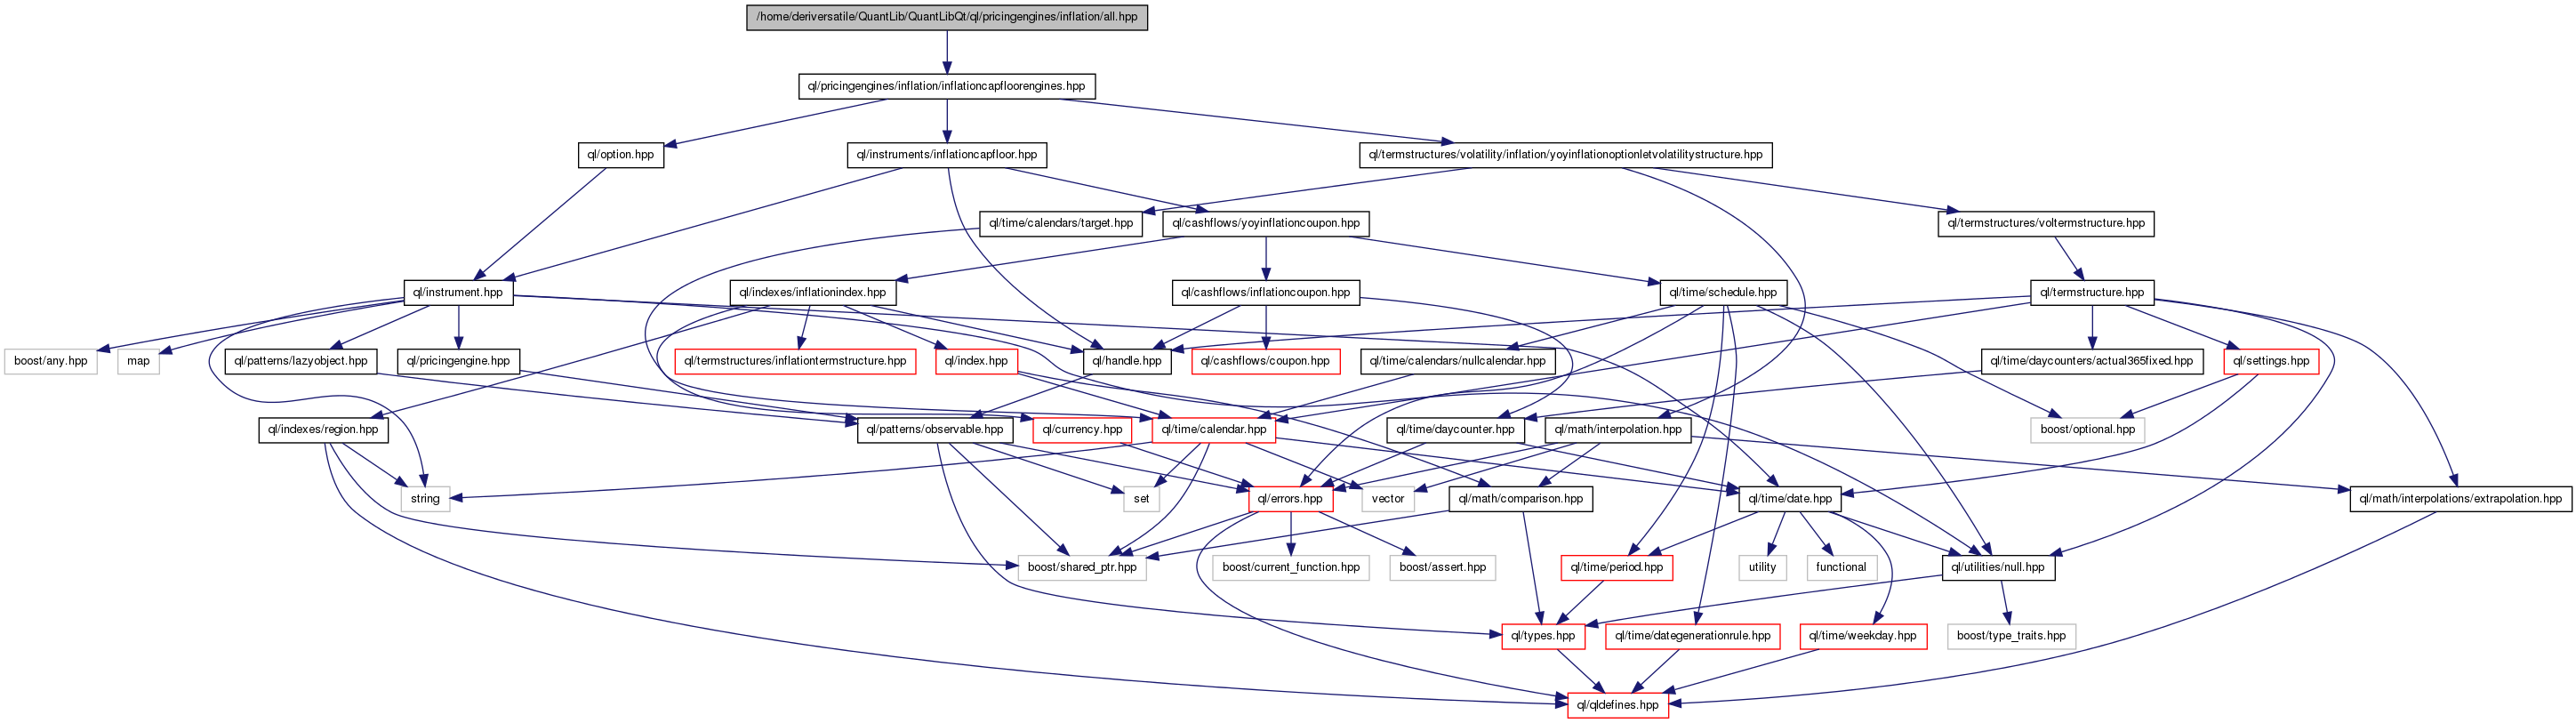 /home/deriversatile/QuantLib/QuantLibQt/ql/pricingengines/inflation/all.hpp
ql/pricingengines/inflation/inflationcapfloorengines.hpp
ql/option.hpp
ql/instruments/inflationcapfloor.hpp
ql/termstructures/volatility/inflation/yoyinflationoptionletvolatilitystructure.hpp
ql/time/calendars/target.hpp
ql/cashflows/yoyinflationcoupon.hpp
ql/termstructures/voltermstructure.hpp
ql/instrument.hpp
ql/indexes/inflationindex.hpp
ql/cashflows/inflationcoupon.hpp
ql/time/schedule.hpp
ql/termstructure.hpp
boost/any.hpp
map
ql/patterns/lazyobject.hpp
ql/pricingengine.hpp
ql/termstructures/inflationtermstructure.hpp
ql/index.hpp
ql/handle.hpp
ql/cashflows/coupon.hpp
ql/time/calendars/nullcalendar.hpp
ql/time/daycounters/actual365fixed.hpp
ql/settings.hpp
ql/indexes/region.hpp
ql/patterns/observable.hpp
ql/currency.hpp
ql/time/calendar.hpp
ql/time/daycounter.hpp
ql/math/interpolation.hpp
boost/optional.hpp
string
set
ql/errors.hpp
vector
ql/math/comparison.hpp
ql/time/date.hpp
ql/math/interpolations/extrapolation.hpp
boost/shared_ptr.hpp
boost/current_function.hpp
boost/assert.hpp
ql/time/period.hpp
utility
functional
ql/utilities/null.hpp
ql/types.hpp
ql/time/dategenerationrule.hpp
ql/time/weekday.hpp
boost/type_traits.hpp
ql/qldefines.hpp